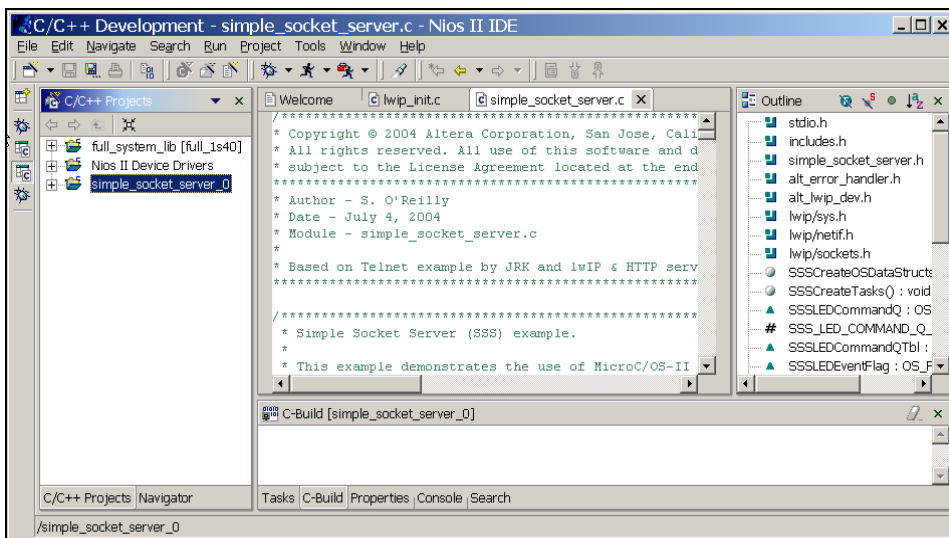 C/C++ Development - simple_socket_server.c - Nios II IDE
File Edit Navigate Search Run Project Tools Window Help
C/C++ Projects
full_system_lib [full_1s40]
Nios II Device Drivers
simple_socket_server_0
C/C++ Projects Navigator
Welcome lwip_init.c simple_socket_server.c
/******************************************************
* Copyright © 2004 Altera Corporation, San Jose, Cali
* All rights reserved. All use of this software and d
* subject to the License Agreement located at the end
*******************************************************
* Author - S. O'Reilly
* Date - July 4, 2004
* Module - simple_socket_server.c
*
* Based on Telnet example by JRK and lwIP & HTTP serv
*******************************************************
/******************************************************
* Simple Socket Server (SSS) example.
*
* This example demonstrates the use of MicroC/OS-II
Outline
stdio.h
includes.h
simple_socket_server.h
alt_error_handler.h
alt_lwip_dev.h
lwip/sys.h
lwip/netif.h
lwip/sockets.h
SSSCreateOSDataStructs
SSSCreateTasks() : void
SSSLEDCommandQ : OS
# SSS_LED_COMMAND_Q_
SSSLEDCommandQTbl :
SSSLEDEventFlag : OS_F
C-Build [simple_socket_server_0]
Tasks C-Build Properties Console Search
/simple_socket_server_0